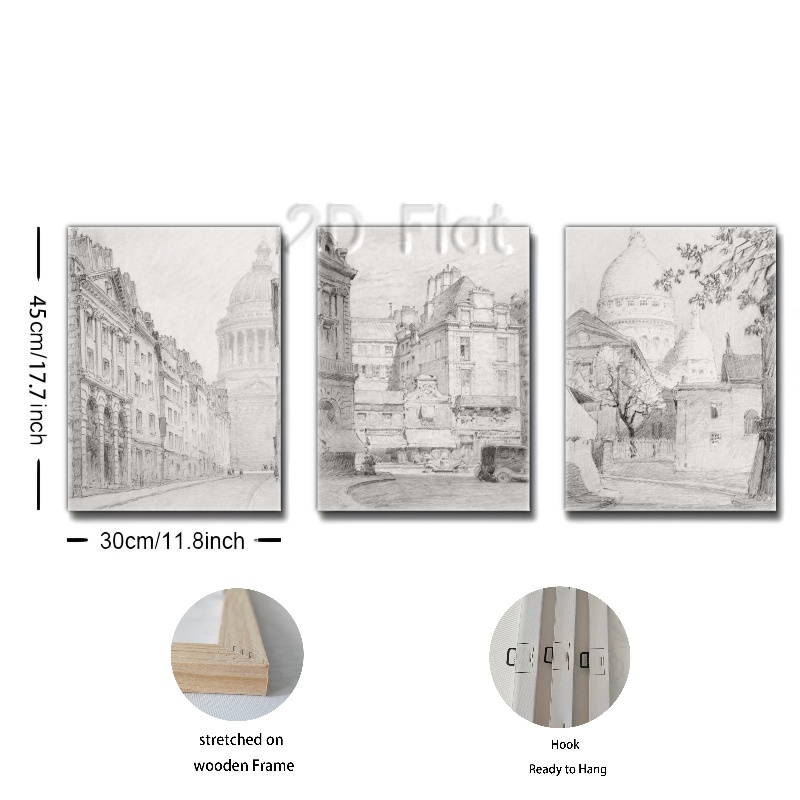 2D Flat
45cm/17.7inch
30cm/11.8inch
stretched on
wooden Frame
Hook
Ready to Hang